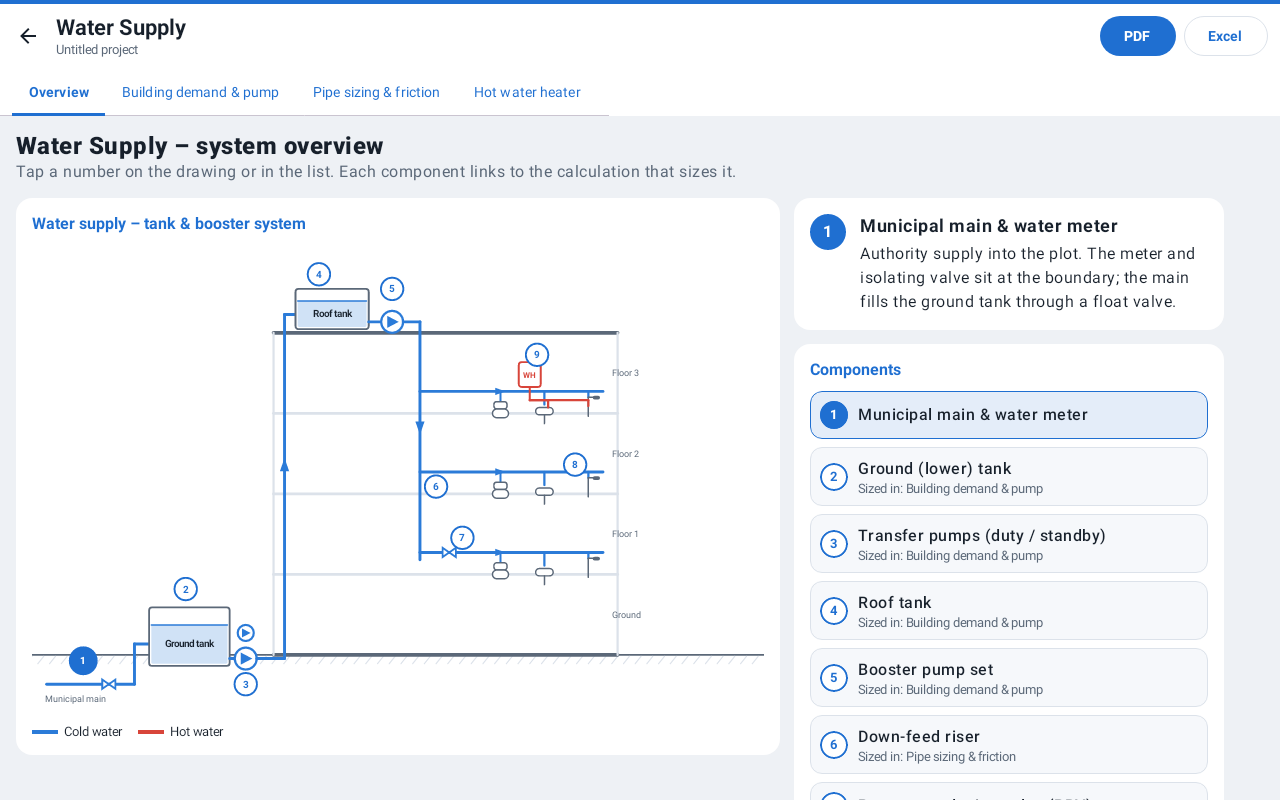 Water Supply
Untitled project
PDF
Excel
Overview
Building demand & pump
Pipe sizing & friction
Hot water heater
Water Supply – system overview
Tap a number on the drawing or in the list. Each component links to the calculation that sizes it.
Water supply – tank & booster system
4
5
Roof tank
9
WH
Floor 3
Floor 2
8
6
Floor 1
7
2
Ground
Ground tank
1
3
Municipal main
Cold water
Hot water
1
Municipal main & water meter
Authority supply into the plot. The meter and
isolating valve sit at the boundary; the main
fills the ground tank through a float valve.
Components
1
Municipal main & water meter
2
Ground (lower) tank
Sized in: Building demand & pump
3
Transfer pumps (duty / standby)
Sized in: Building demand & pump
4
Roof tank
Sized in: Building demand & pump
5
Booster pump set
Sized in: Building demand & pump
6
Down-feed riser
Sized in: Pipe sizing & friction